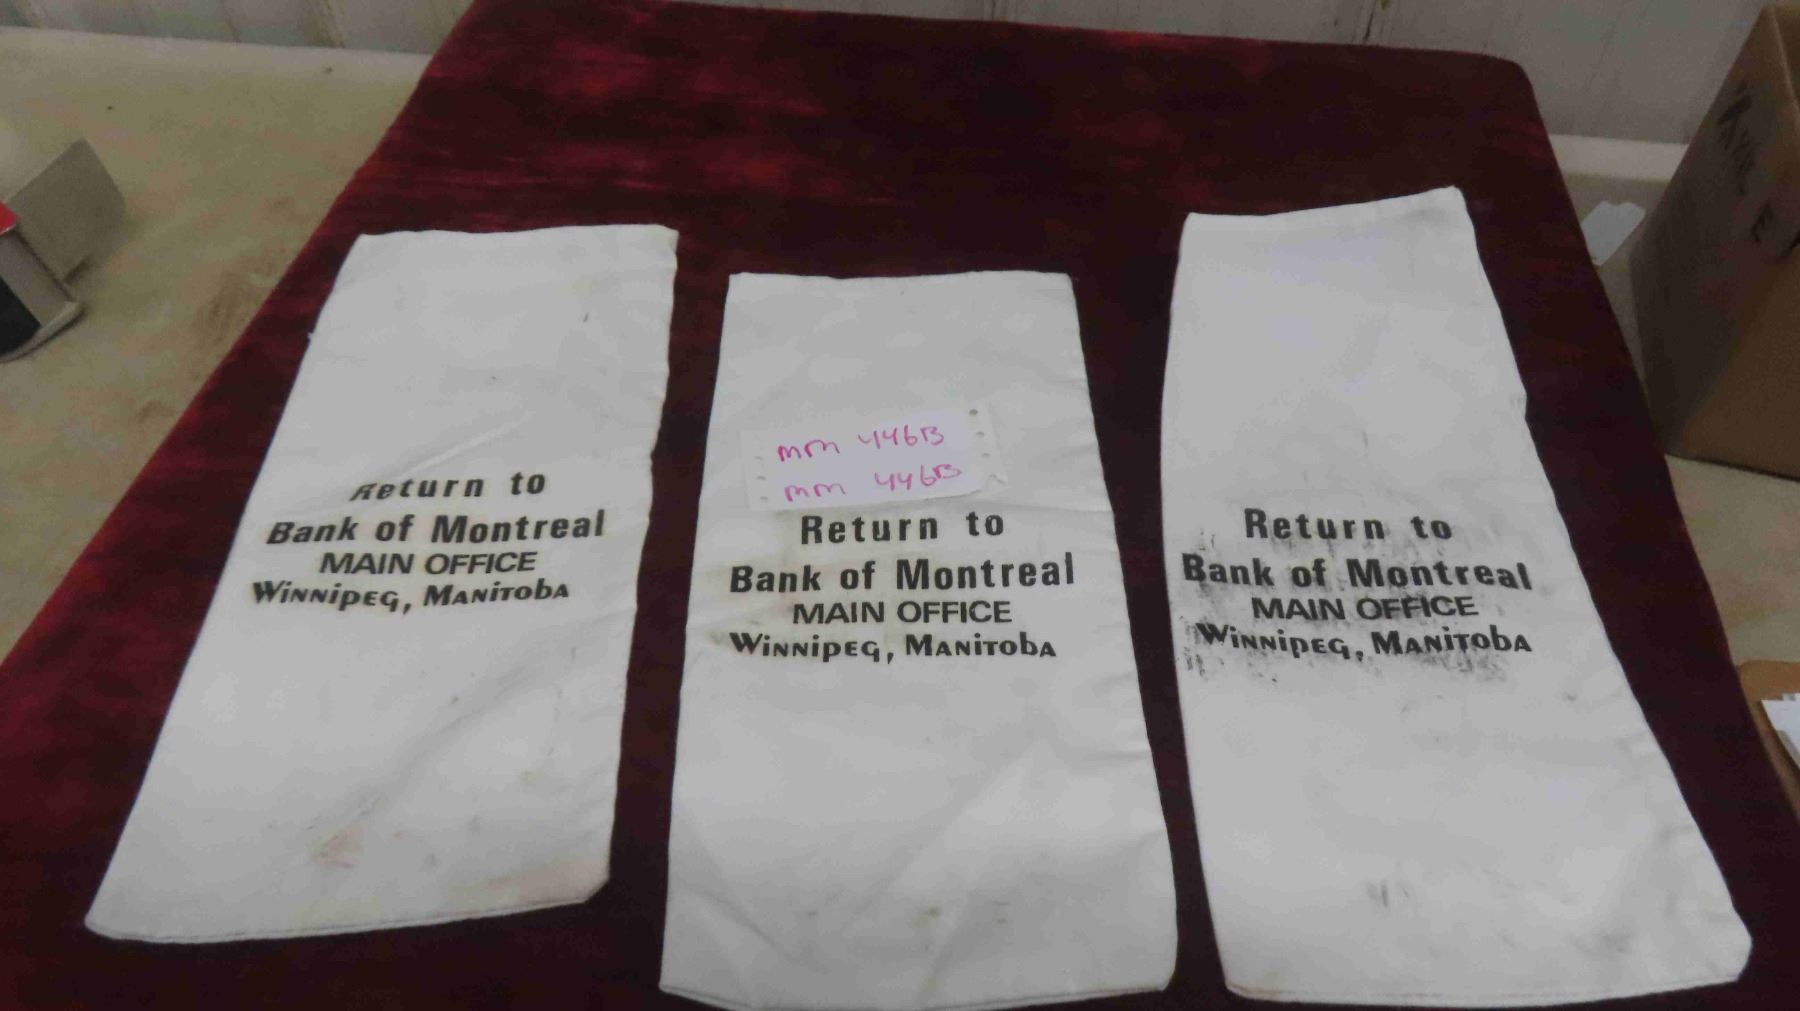 Return to
Bank of Montreal
MAIN OFFICE
Winnipeg, Manitoba
mm 446B
mm 446B
Return to
Bank of Montreal
MAIN OFFICE
Winnipeg, Manitoba
Return to
Bank of Montreal
MAIN OFFICE
Winnipeg, Manitoba